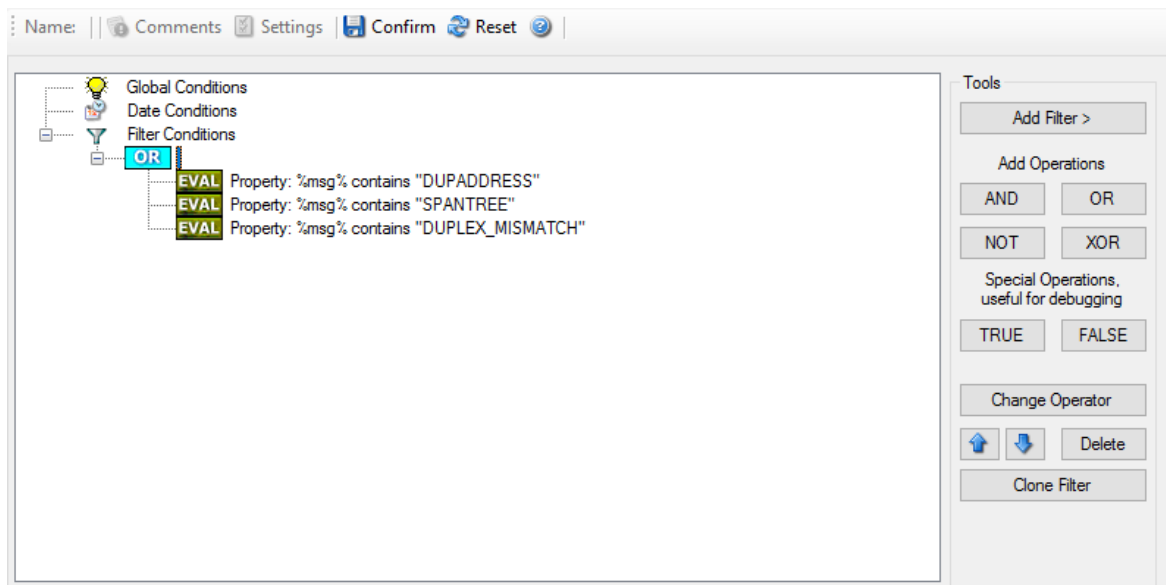 Name: Comments Settings Confirm Reset
Global Conditions
Date Conditions
Filter Conditions
OR
EVAL Property: %msg% contains "DUPADDRESS"
EVAL Property: %msg% contains "SPANTREE"
EVAL Property: %msg% contains "DUPLEX_MISMATCH"
Tools
Add Filter >
Add Operations
AND OR
NOT XOR
Special Operations,
useful for debugging
TRUE FALSE
Change Operator
Delete
Clone Filter